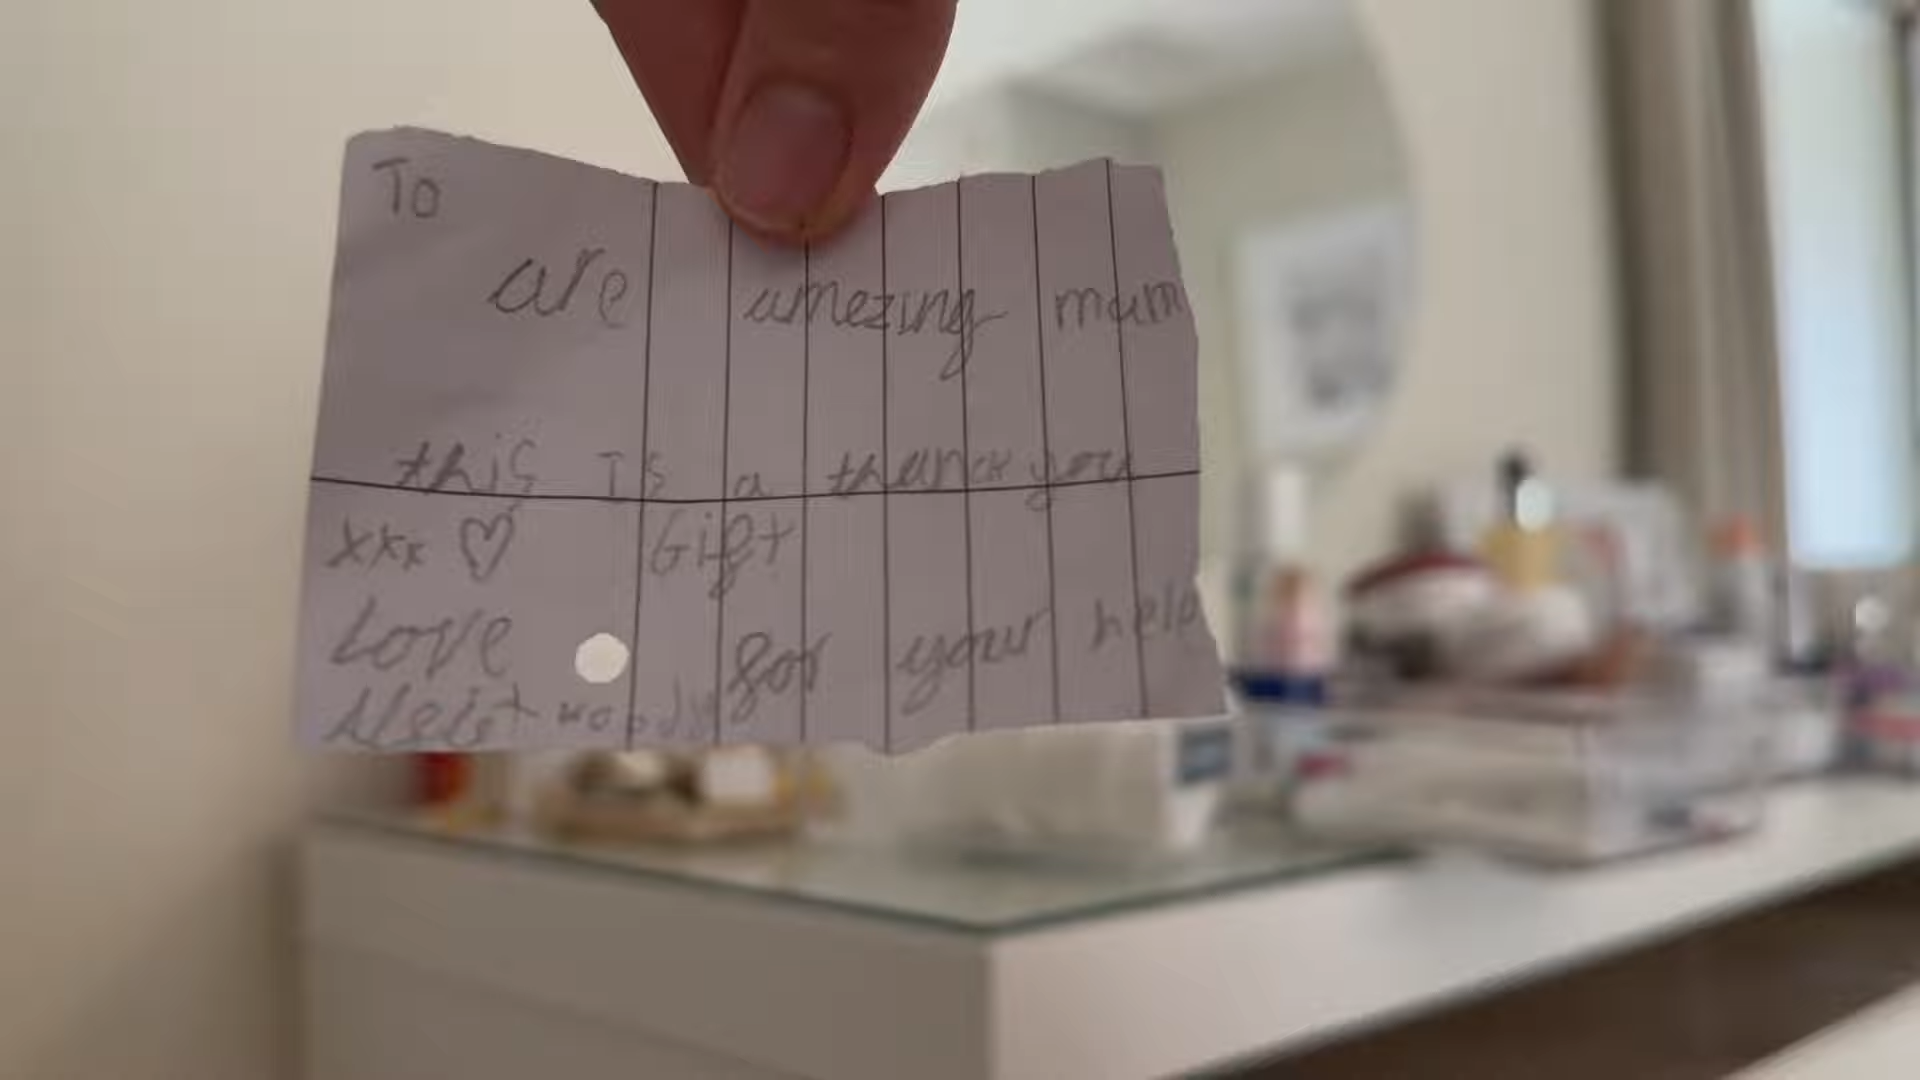 To
are amezing mum
this Is a thanck you
xxx ♡ Gift
Love for your help